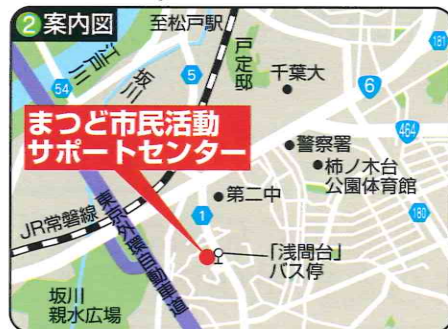 2 案内図
至松戸駅
江戸川
坂川
戸定邸
千葉大
181
54
5
6
464
まつど市民活動
サポートセンター
警察署
柿ノ木台
公園体育館
第二中
JR常磐線
東京外環自動車道
1
180
「浅間台」
バス停
坂川
親水広場